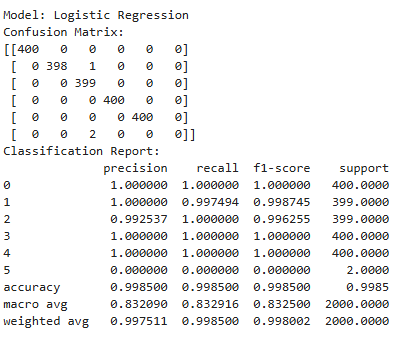 Model: Logistic Regression
Confusion Matrix:
[[400   0   0   0   0   0]
 [  0 398   1   0   0   0]
 [  0   0 399   0   0   0]
 [  0   0   0 400   0   0]
 [  0   0   0   0 400   0]
 [  0   0   2   0   0   0]]
Classification Report:
              precision    recall  f1-score    support
0              1.000000  1.000000  1.000000   400.0000
1              1.000000  0.997494  0.998745   399.0000
2              0.992537  1.000000  0.996255   399.0000
3              1.000000  1.000000  1.000000   400.0000
4              1.000000  1.000000  1.000000   400.0000
5              0.000000  0.000000  0.000000     2.0000
accuracy       0.998500  0.998500  0.998500     0.9985
macro avg      0.832090  0.832916  0.832500  2000.0000
weighted avg   0.997511  0.998500  0.998002  2000.0000